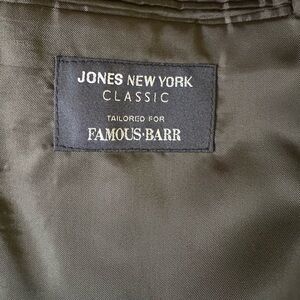 JONES NEW YORK
CLASSIC
TAILORED FOR
FAMOUS·BARR